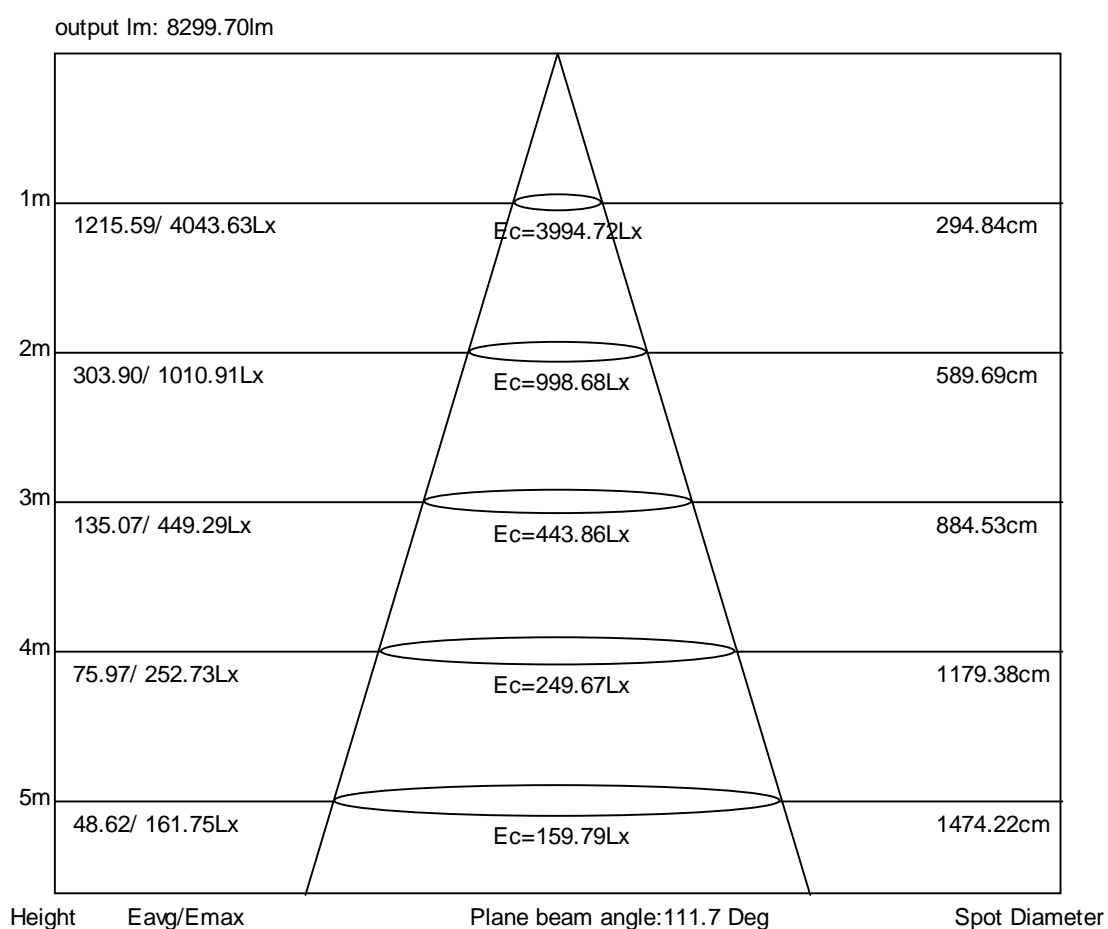 output lm: 8299.70lm
1m
1215.59/ 4043.63Lx
Ec=3994.72Lx
294.84cm
2m
303.90/ 1010.91Lx
Ec=998.68Lx
589.69cm
3m
135.07/ 449.29Lx
Ec=443.86Lx
884.53cm
4m
75.97/ 252.73Lx
Ec=249.67Lx
1179.38cm
5m
48.62/ 161.75Lx
Ec=159.79Lx
1474.22cm
Height Eavg/Emax Plane beam angle:111.7 Deg Spot Diameter